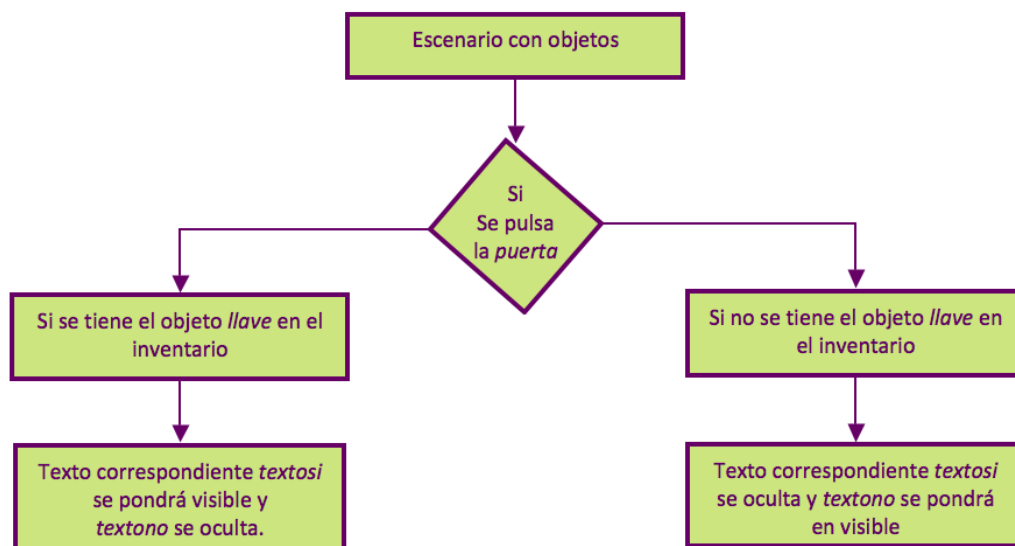 Escenario con objetos
Si
Se pulsa
la puerta
Si se tiene el objeto llave en el
inventario
Si no se tiene el objeto llave en
el inventario
Texto correspondiente textosi
se pondrá visible y
textono se oculta.
Texto correspondiente textosi
se oculta y textono se pondrá
en visible